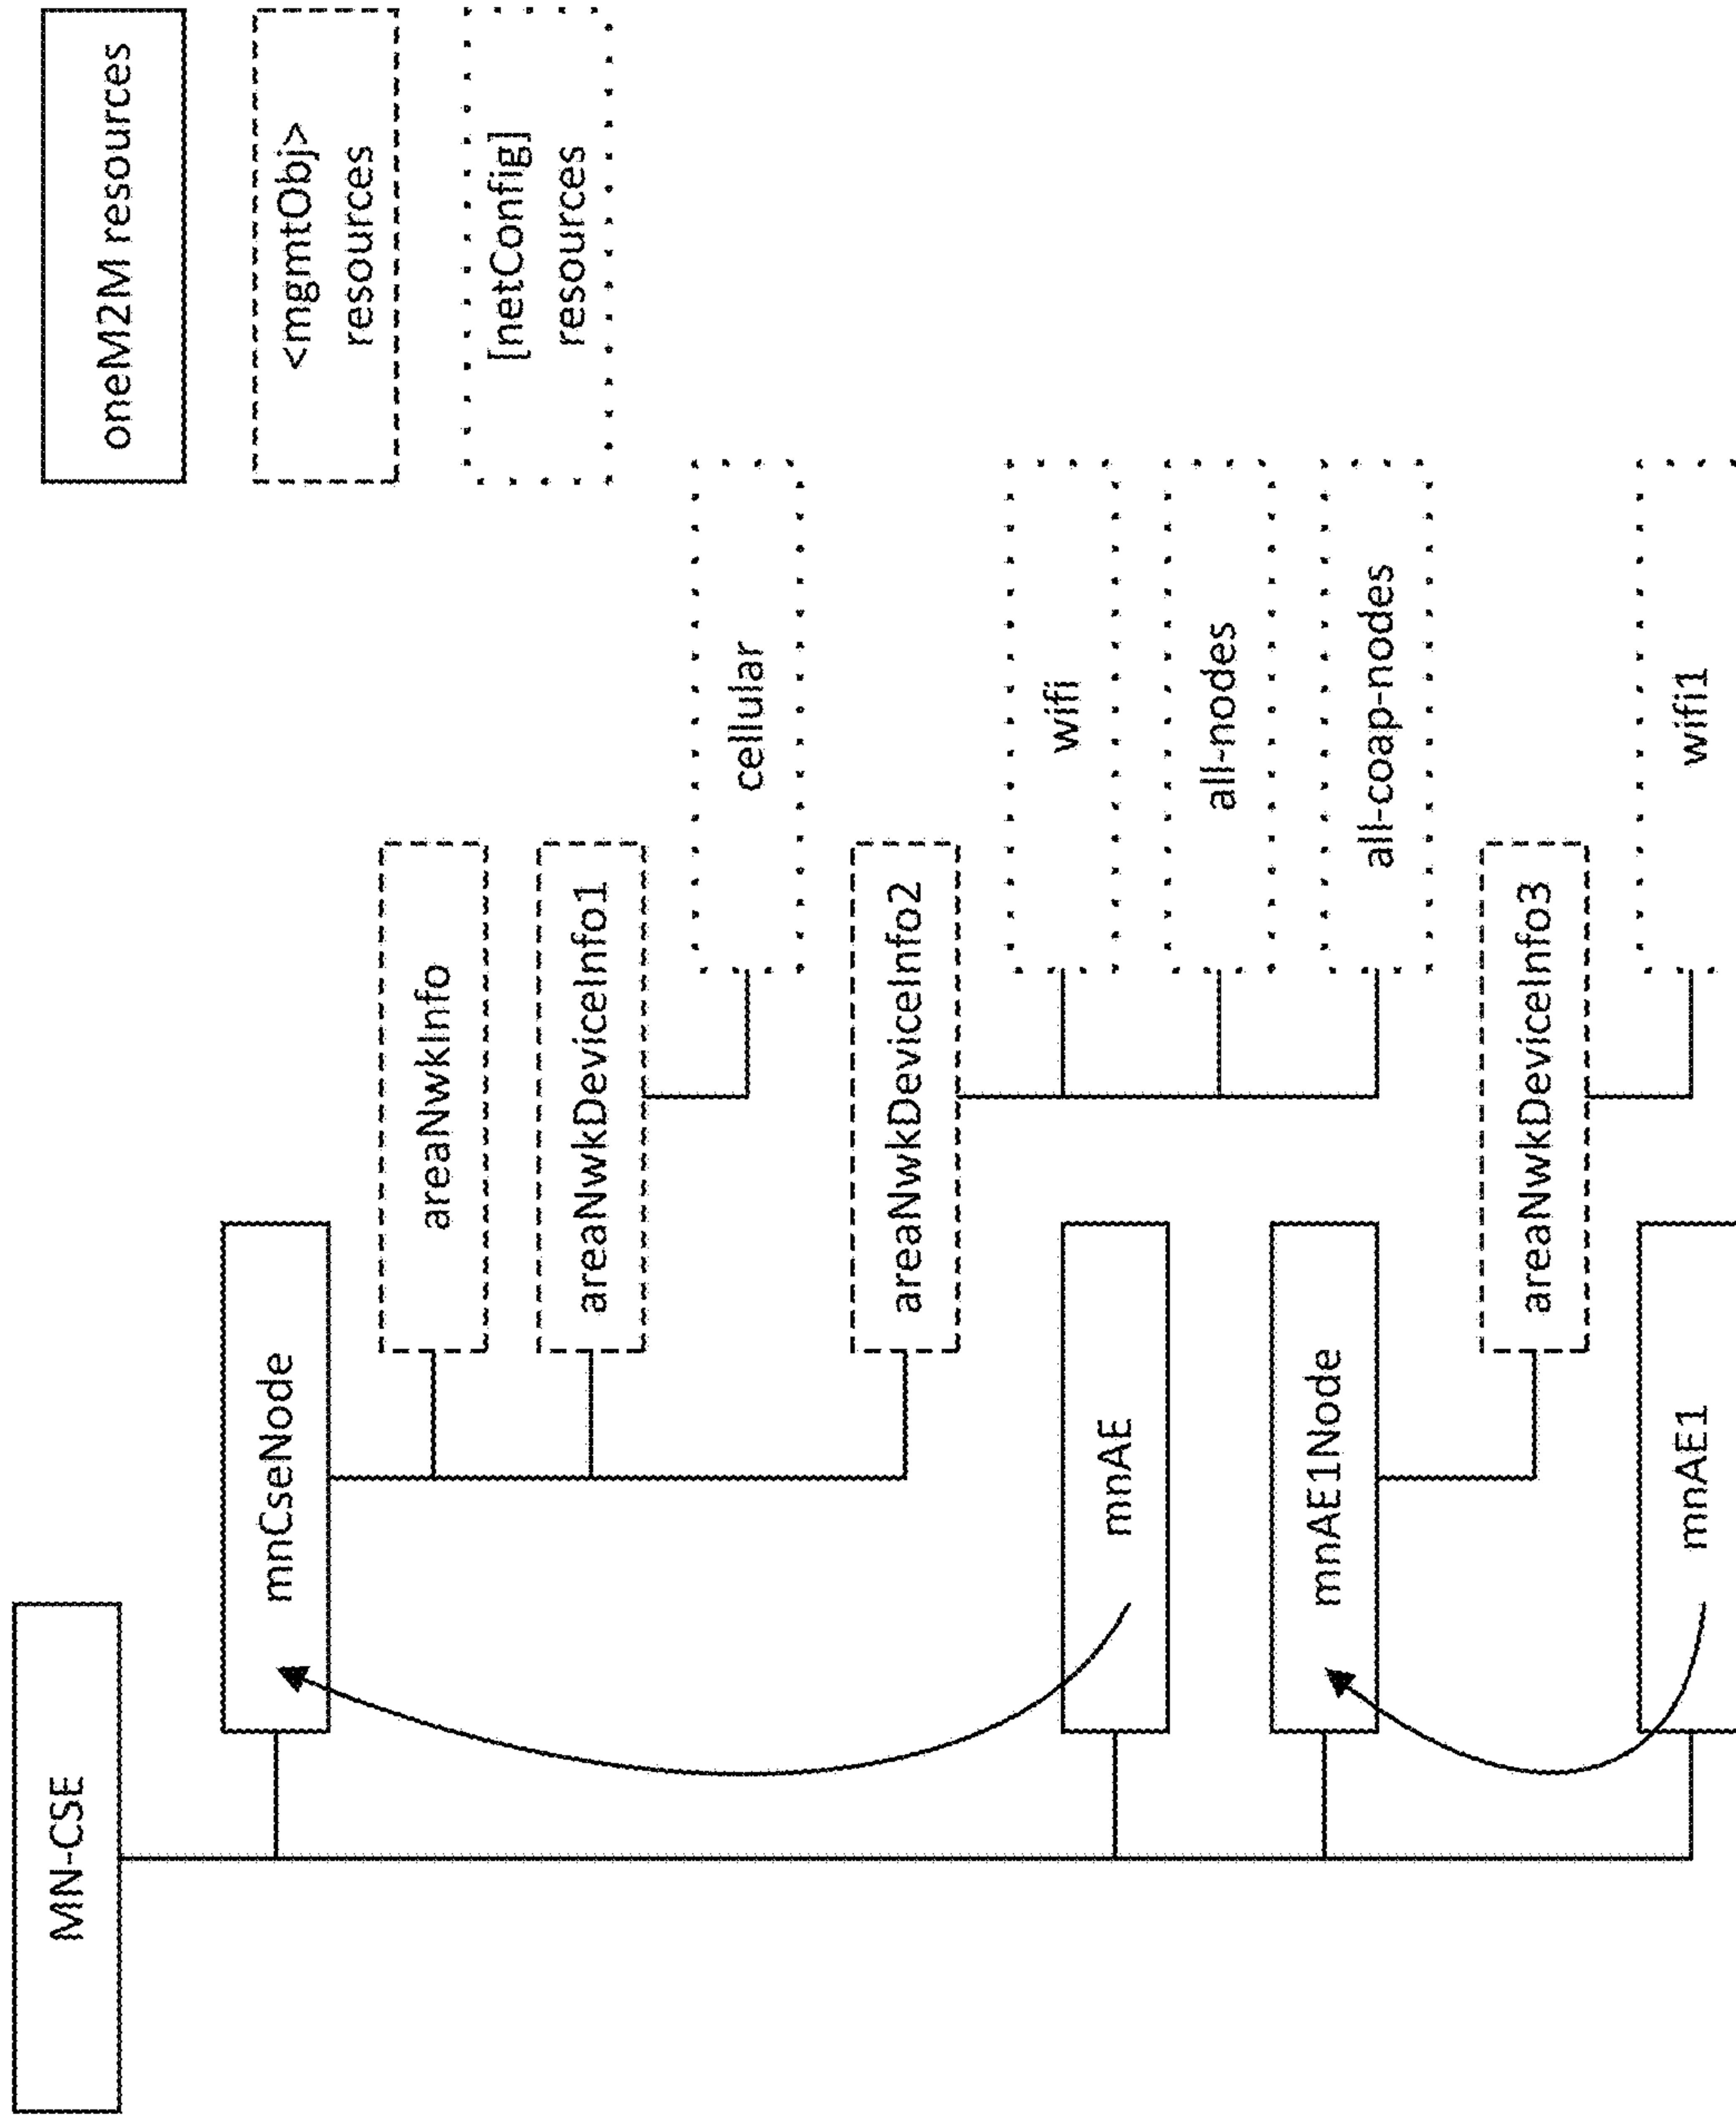 MN-CSE
mnCseNode
areaNwkInfo
areaNwkDeviceInfo1
cellular
areaNwkDeviceInfo2
wifi
all-nodes
all-coap-nodes
mnAE
mnAE1Node
areaNwkDeviceInfo3
wifi1
mnAE1
oneM2M resources
<mgmtObj>
resources
[netConfig]
resources